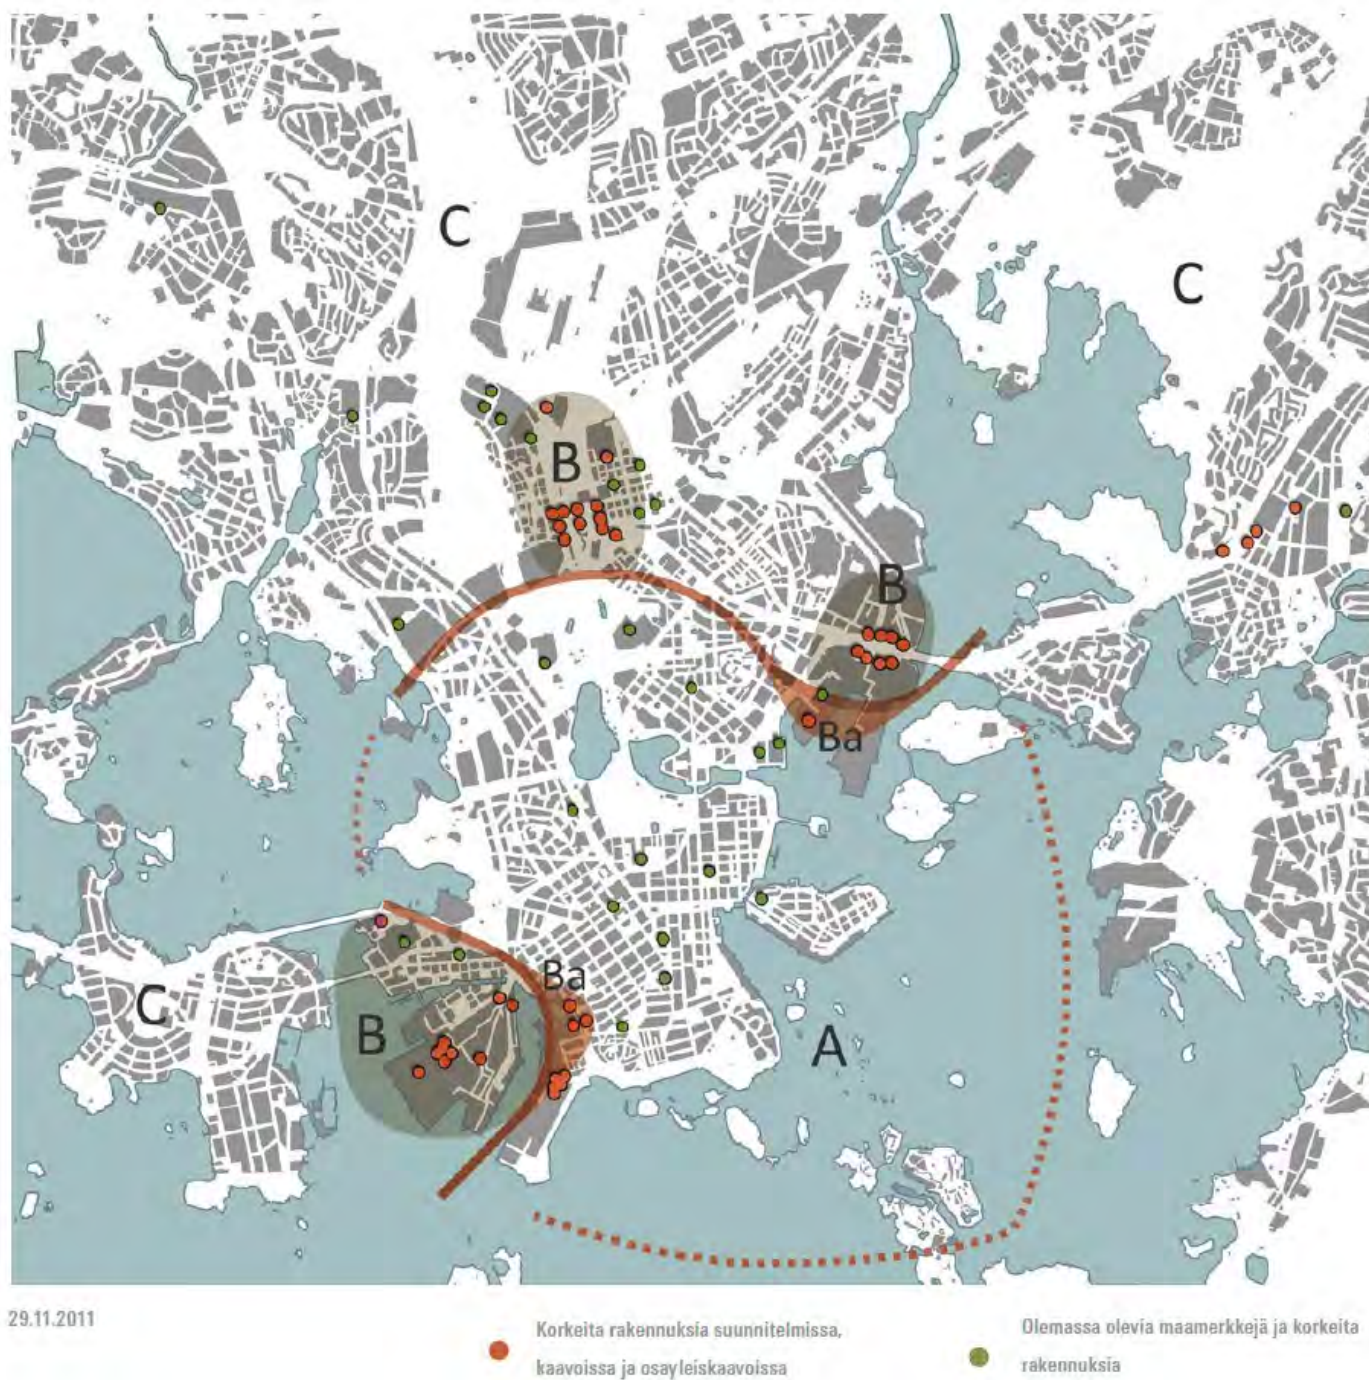 C
C
B
B
Ba
Ba
C
B
A
29.11.2011
Korkeita rakennuksia suunnitelmissa,
kaavoissa ja osayleiskaavoissa
Olemassa olevia maamerkkejä ja korkeita
rakennuksia